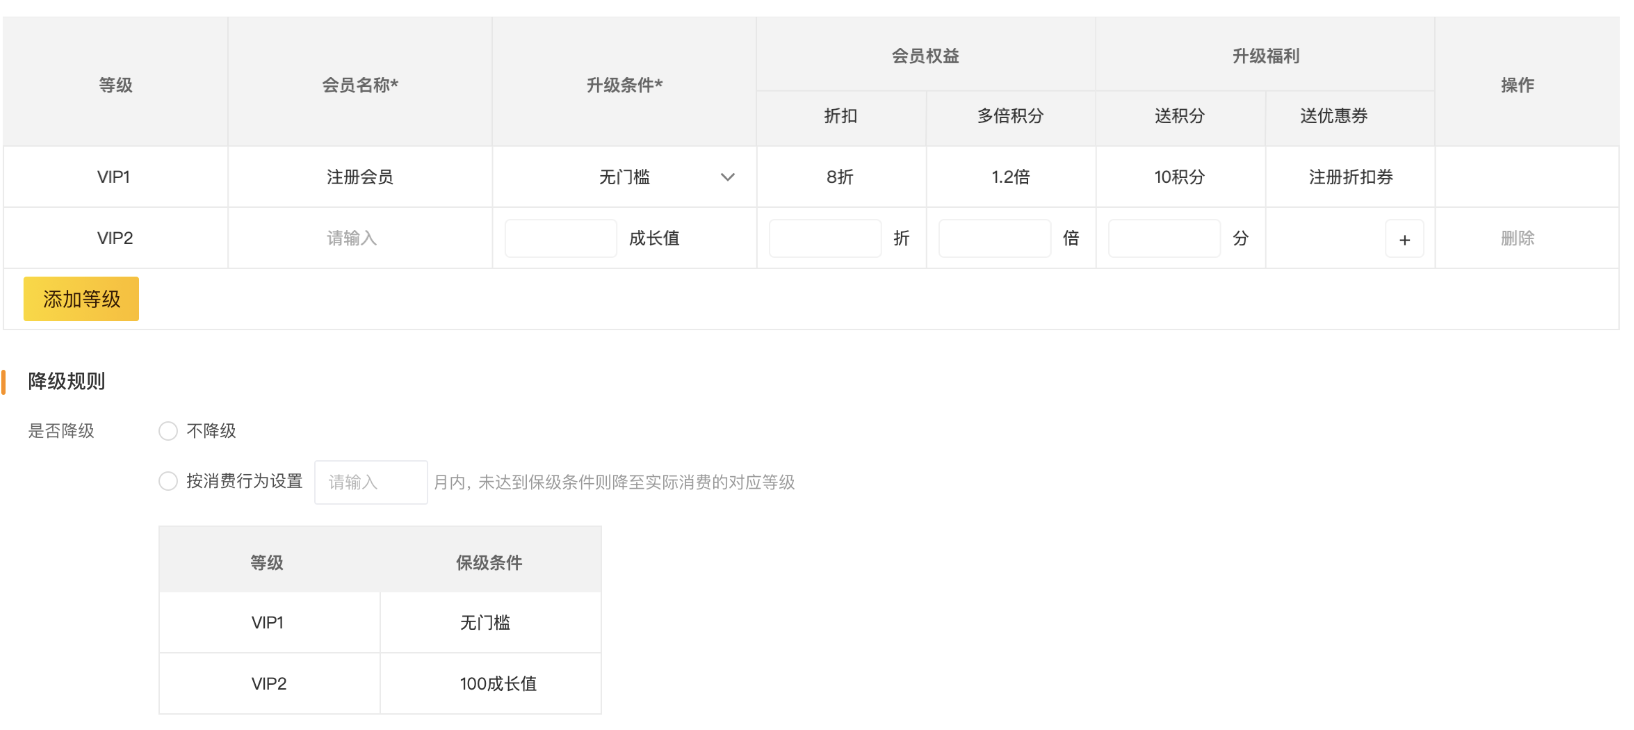 等级 会员名称* 升级条件* 会员权益 升级福利 操作
折扣 多倍积分 送积分 送优惠券
VIP1 注册会员 无门槛 8折 1.2倍 10积分 注册折扣券
VIP2 请输入 成长值 折 倍 分 + 删除
添加等级
降级规则
是否降级 不降级
按消费行为设置 请输入 月内, 未达到保级条件则降至实际消费的对应等级
等级 保级条件
VIP1 无门槛
VIP2 100成长值